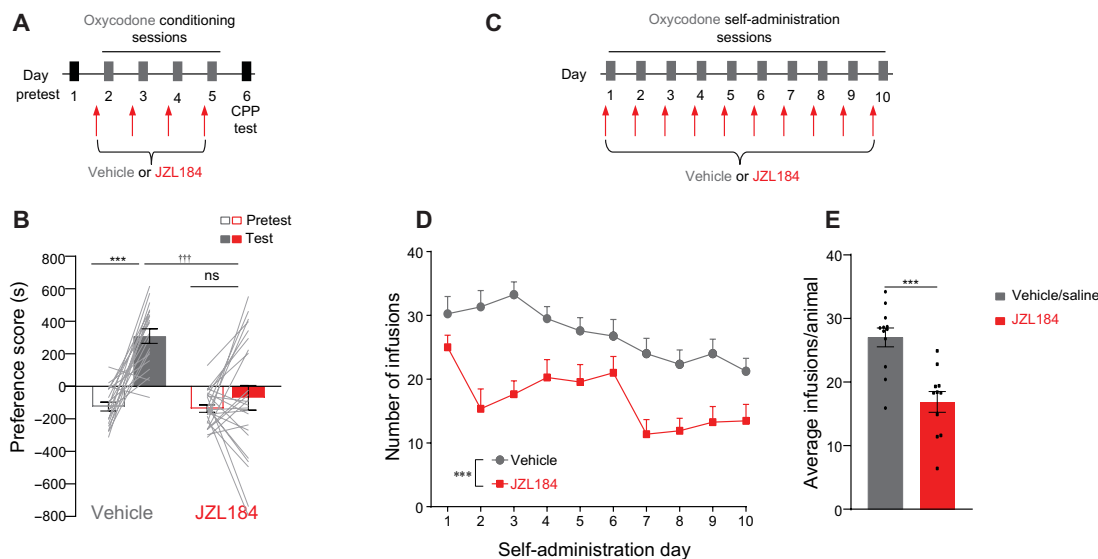 A
Oxycodone conditioning
sessions
Day
pretest
1 2 3 4 5 6
CPP
test
Vehicle or JZL184
C
Oxycodone self-administration
sessions
Day
1 2 3 4 5 6 7 8 9 10
Vehicle or JZL184
B
Pretest
Test
*** †††
ns
Preference score (s)
800
600
400
200
0
−200
−400
−600
−800
Vehicle JZL184
D
Number of infusions
40
30
20
10
0
*** Vehicle
JZL184
1 2 3 4 5 6 7 8 9 10
Self-administration day
E
Average infusions/animal
40
30
20
10
0
***
Vehicle/saline
JZL184